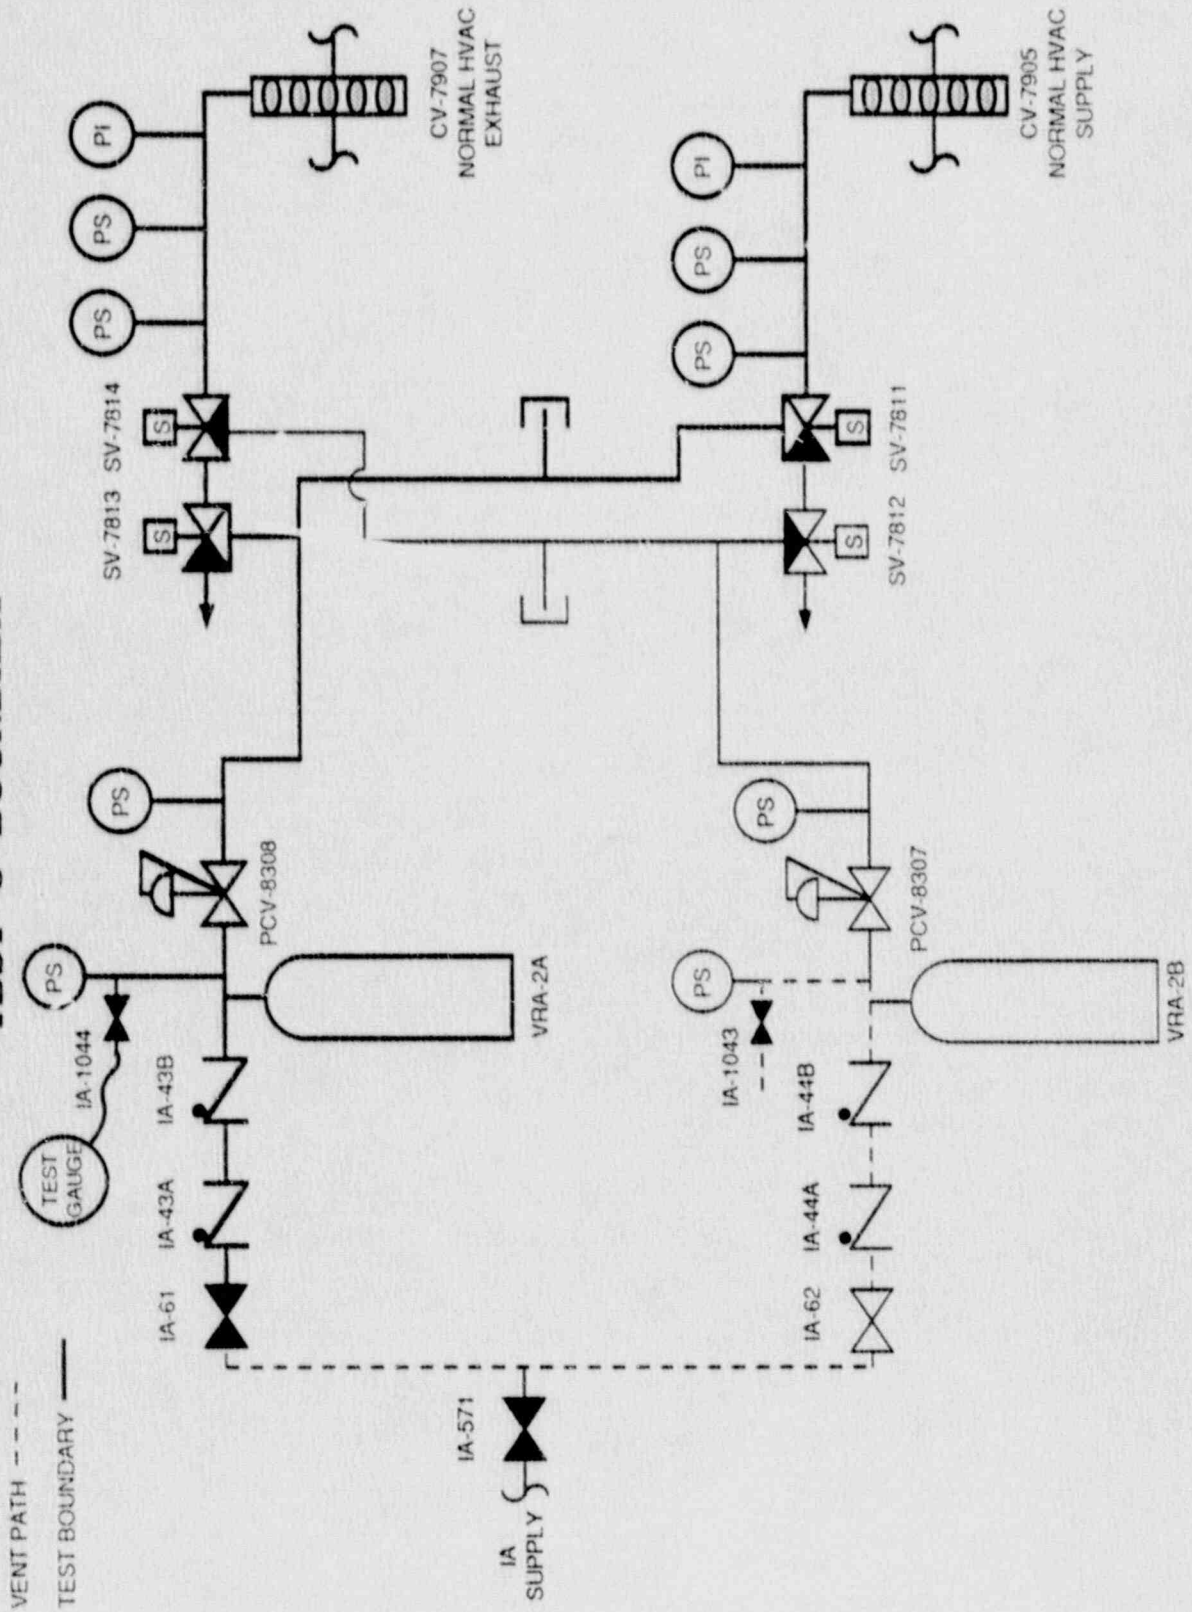 VENT PATH
TEST BOUNDARY
TEST
GAUGE
IA-1044
PS
PS
PS
PS
PI
SV-7813
S
SV-7814
S
IA-61
IA-43A
IA-43B
PCV-8308
CV-7907
NORMAL HVAC
EXHAUST
VRA-2A
IA-571
IA
SUPPLY
IA-1043
PS
PS
PS
PS
PI
IA-62
IA-44A
IA-44B
PCV-8307
S
SV-7812
S
SV-7811
CV-7905
NORMAL HVAC
SUPPLY
VRA-2B